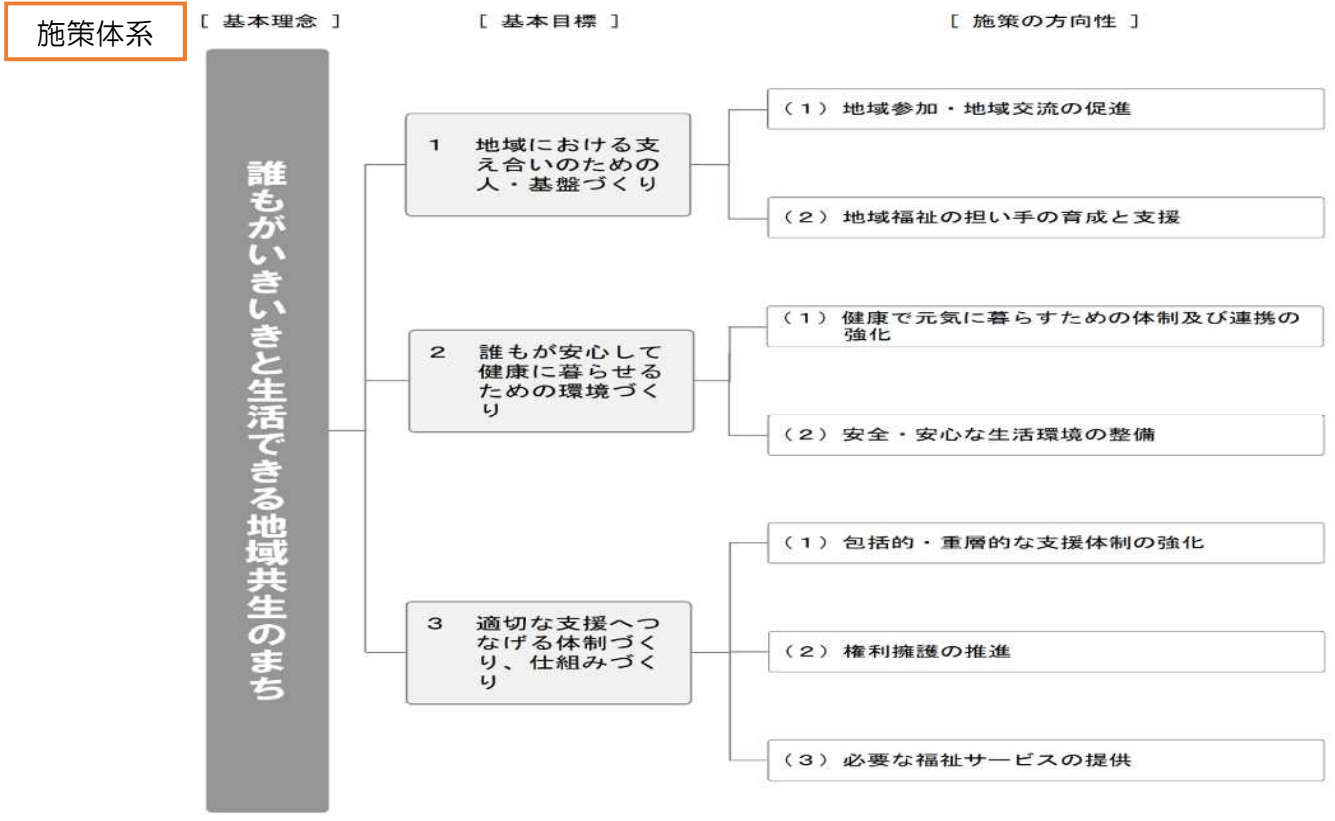 施策体系
［ 基本理念 ］
［ 基本目標 ］
［ 施策の方向性 ］
誰もがいきいきと生活できる地域共生のまち
1 地域における支
え合いのための
人・基盤づくり
（1）地域参加・地域交流の促進
（2）地域福祉の担い手の育成と支援
2 誰もが安心して
健康に暮らせる
ための環境づく
り
（1）健康で元気に暮らすための体制及び連携の
強化
（2）安全・安心な生活環境の整備
3 適切な支援へつ
なげる体制づく
り、仕組みづく
り
（1）包括的・重層的な支援体制の強化
（2）権利擁護の推進
（3）必要な福祉サービスの提供